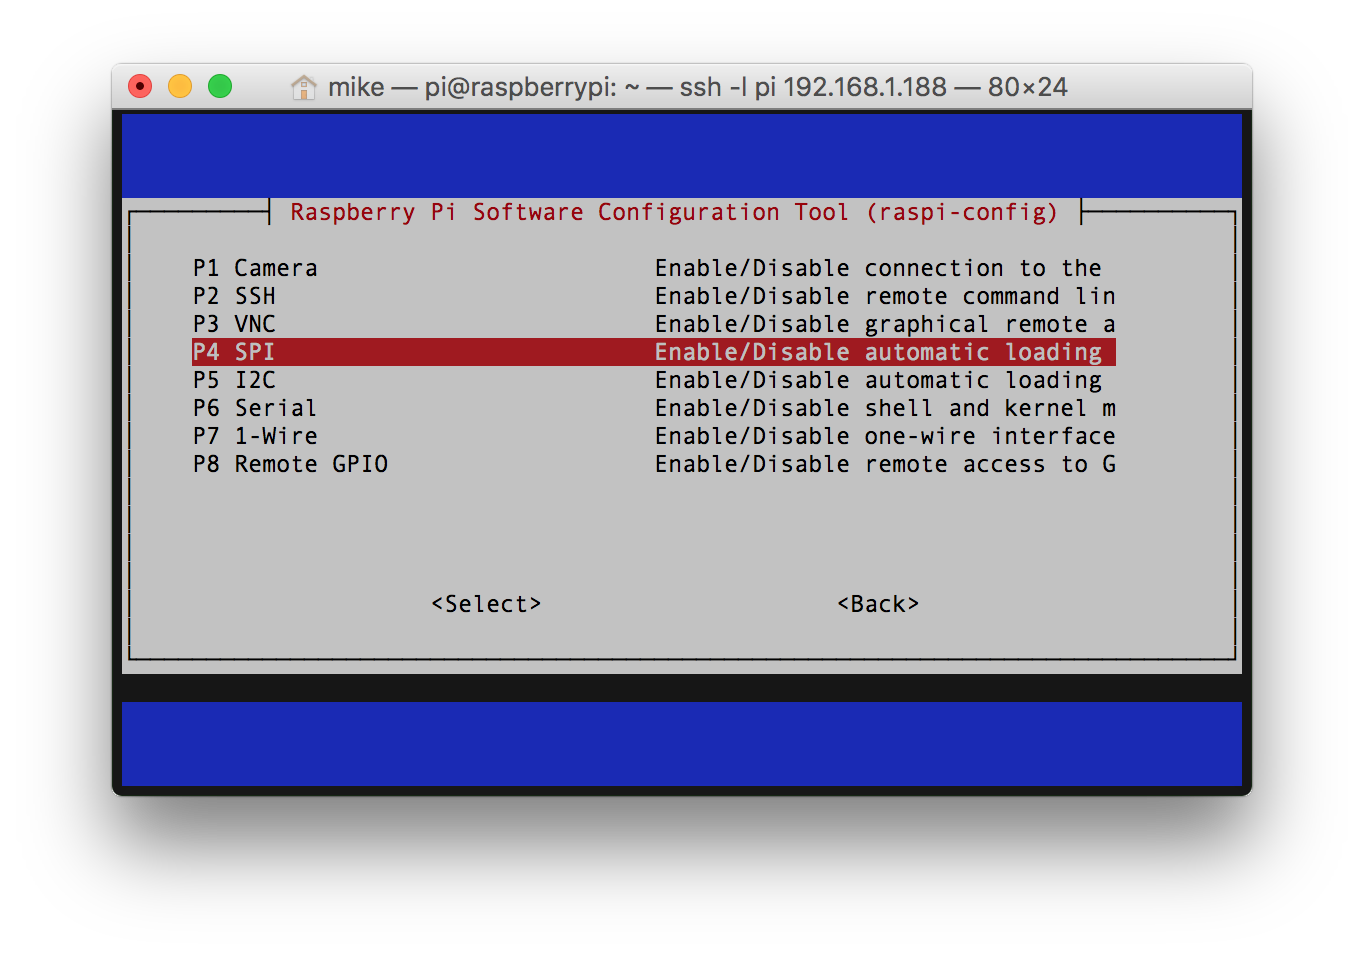 mike — pi@raspberrypi: ~ — ssh -l pi 192.168.1.188 — 80×24
Raspberry Pi Software Configuration Tool (raspi-config)
P1 Camera Enable/Disable connection to the
P2 SSH Enable/Disable remote command lin
P3 VNC Enable/Disable graphical remote a
P4 SPI Enable/Disable automatic loading
P5 I2C Enable/Disable automatic loading
P6 Serial Enable/Disable shell and kernel m
P7 1-Wire Enable/Disable one-wire interface
P8 Remote GPIO Enable/Disable remote access to G
<Select> <Back>